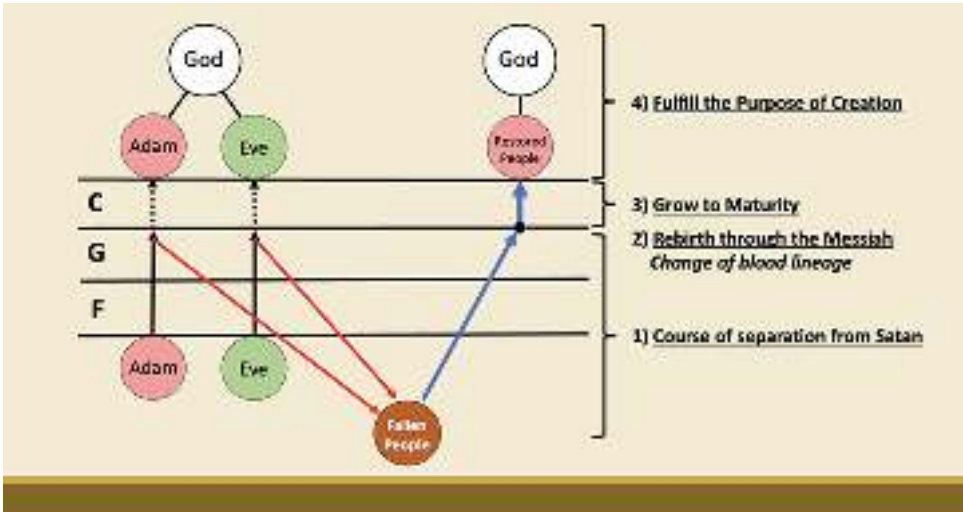 God
God
4) Fulfill the Purpose of Creation
Adam
Eve
Restored
People
C
3) Grow to Maturity
G
2) Rebirth through the Messiah
Change of blood lineage
F
1) Course of separation from Satan
Adam
Eve
Fallen
People